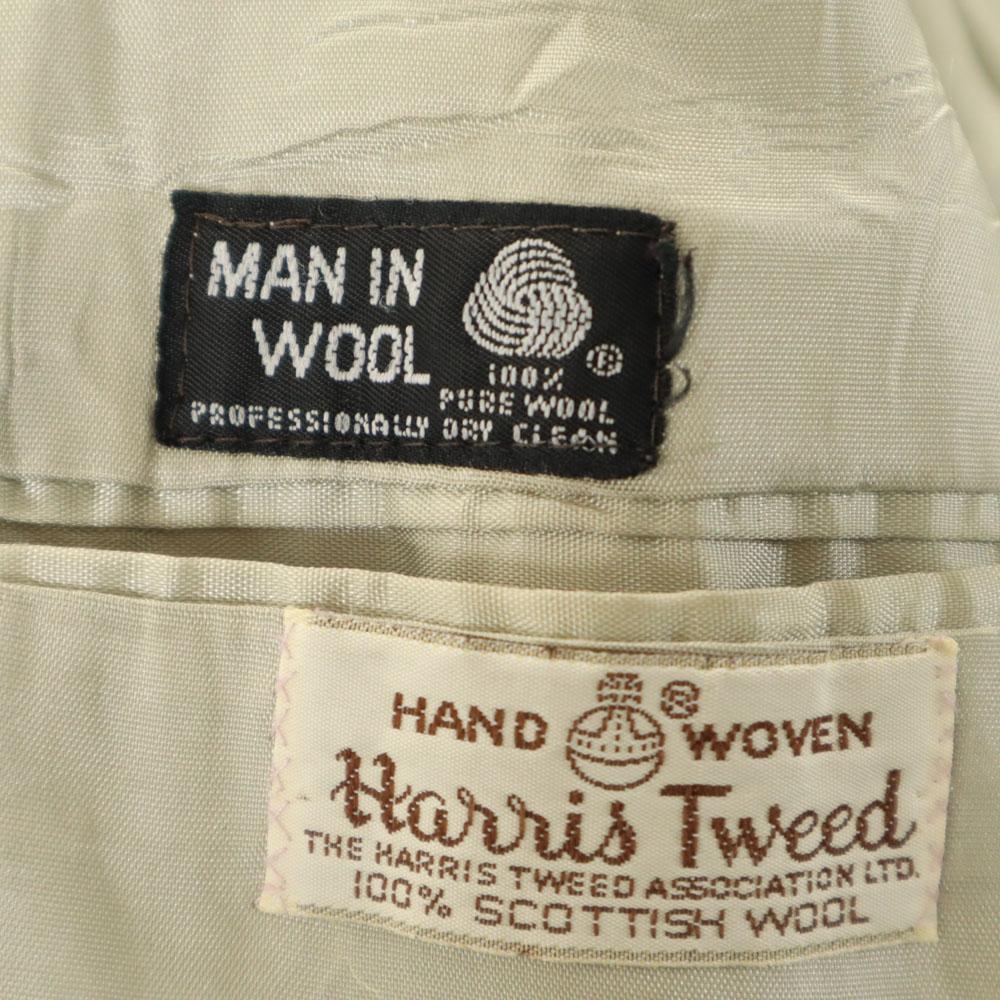 MAN IN
WOOL
®
100%
PURE WOOL
PROFESSIONALLY DRY CLEAN
HAND ® WOVEN
Harris Tweed
THE HARRIS TWEED ASSOCIATION LTD.
100% SCOTTISH WOOL